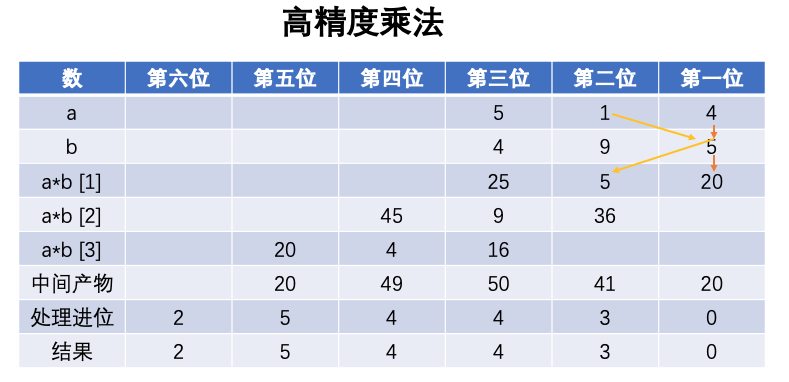 高精度乘法
数 第六位 第五位 第四位 第三位 第二位 第一位
a 5 1 4
b 4 9 5
a*b [1] 25 5 20
a*b [2] 45 9 36
a*b [3] 20 4 16
中间产物 20 49 50 41 20
处理进位 2 5 4 4 3 0
结果 2 5 4 4 3 0